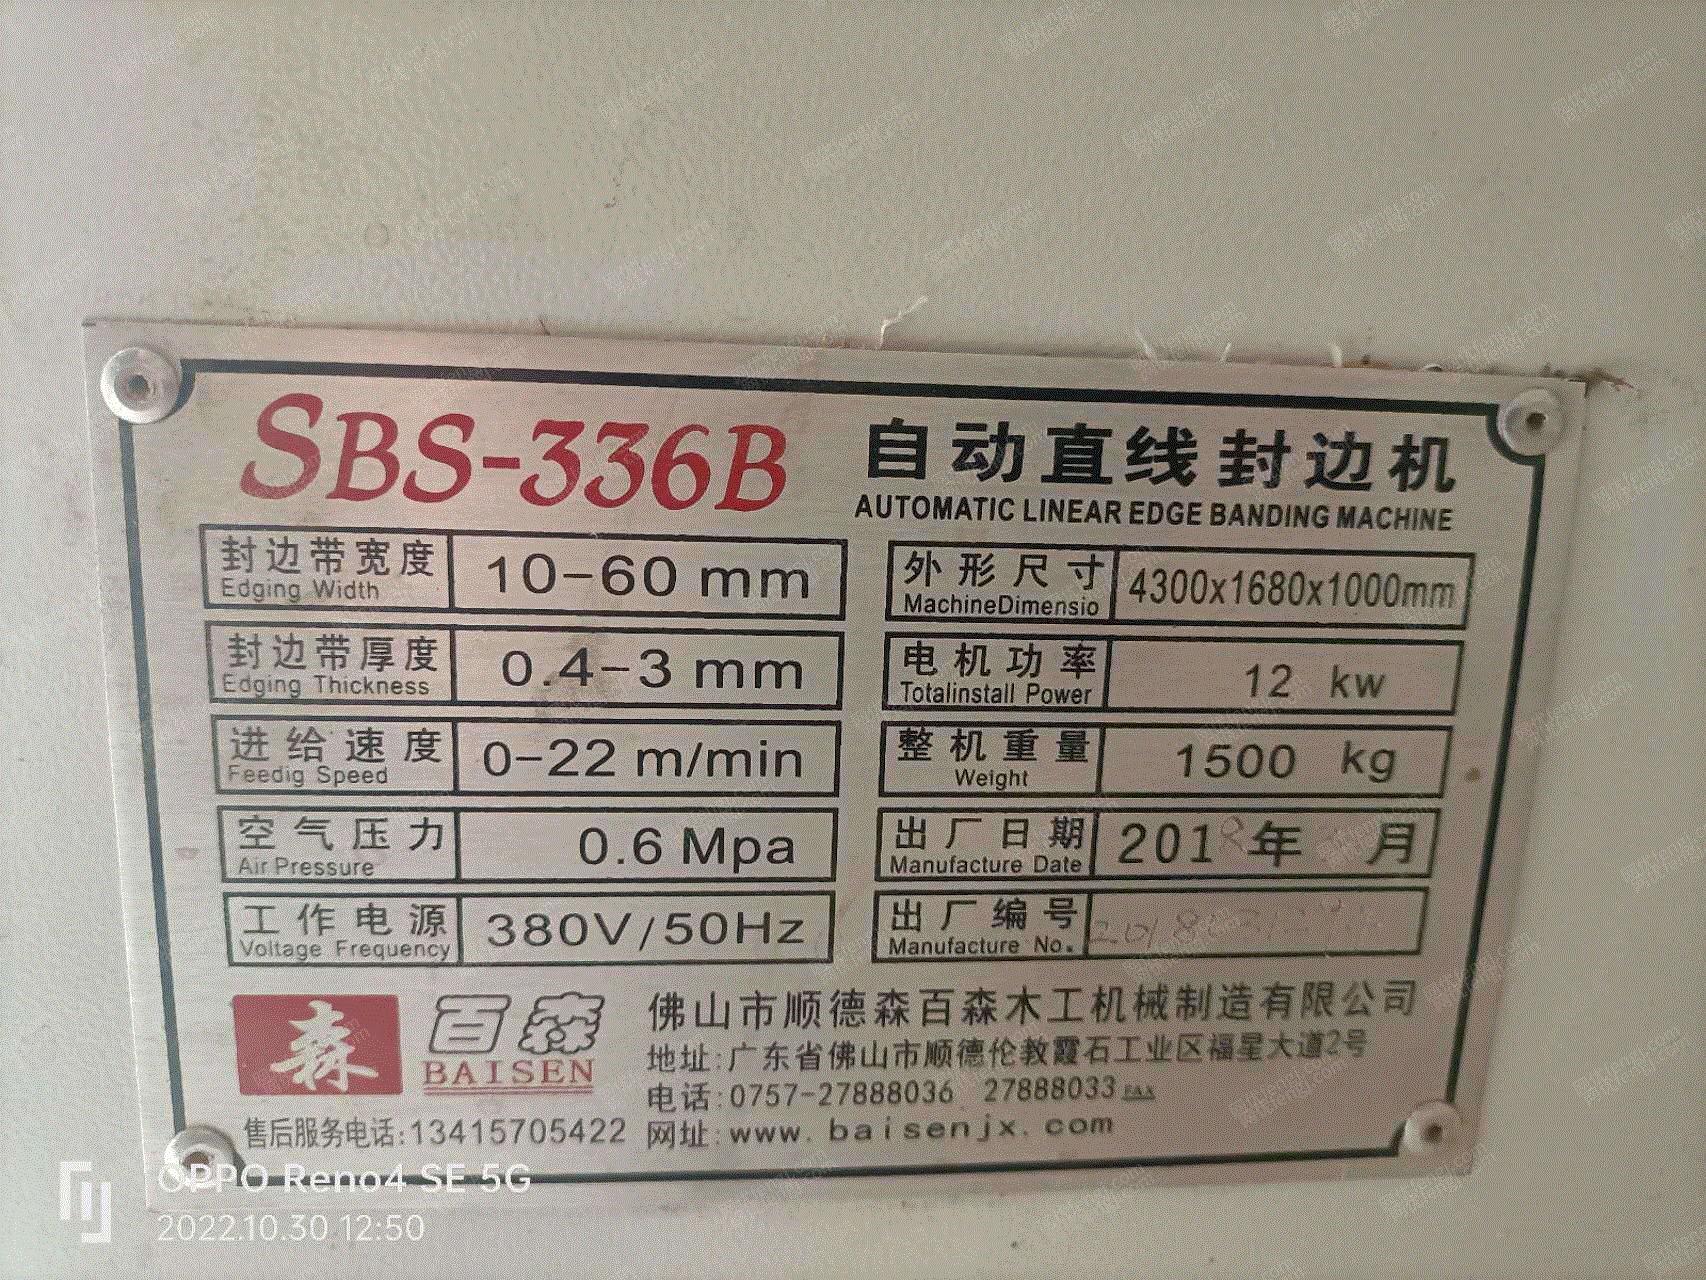 SBS-336B 自动直线封边机
AUTOMATIC LINEAR EDGE BANDING MACHINE
封边带宽度 10-60 mm
Edging Width
外形尺寸 4300x1680x1000mm
MachineDimensio
封边带厚度 0.4-3 mm
Edging Thickness
电机功率 12 kw
Totalinstall Power
进给速度 0-22 m/min
Feedig Speed
整机重量 1500 kg
Weight
空气压力 0.6 Mpa
Air Pressure
出厂日期 2018年 月
Manufacture Date
工作电源 380V/50Hz
Voltage Frequency
出厂编号
Manufacture No.
森 百森
BAISEN
佛山市顺德森百森木工机械制造有限公司
地址:广东省佛山市顺德伦教霞石工业区福星大道2号
电话:0757-27888036 27888033 FAX
售后服务电话:13415705422
网址:www.baisenjx.com
OPPO Reno4 SE 5G
2022.10.30 12:50